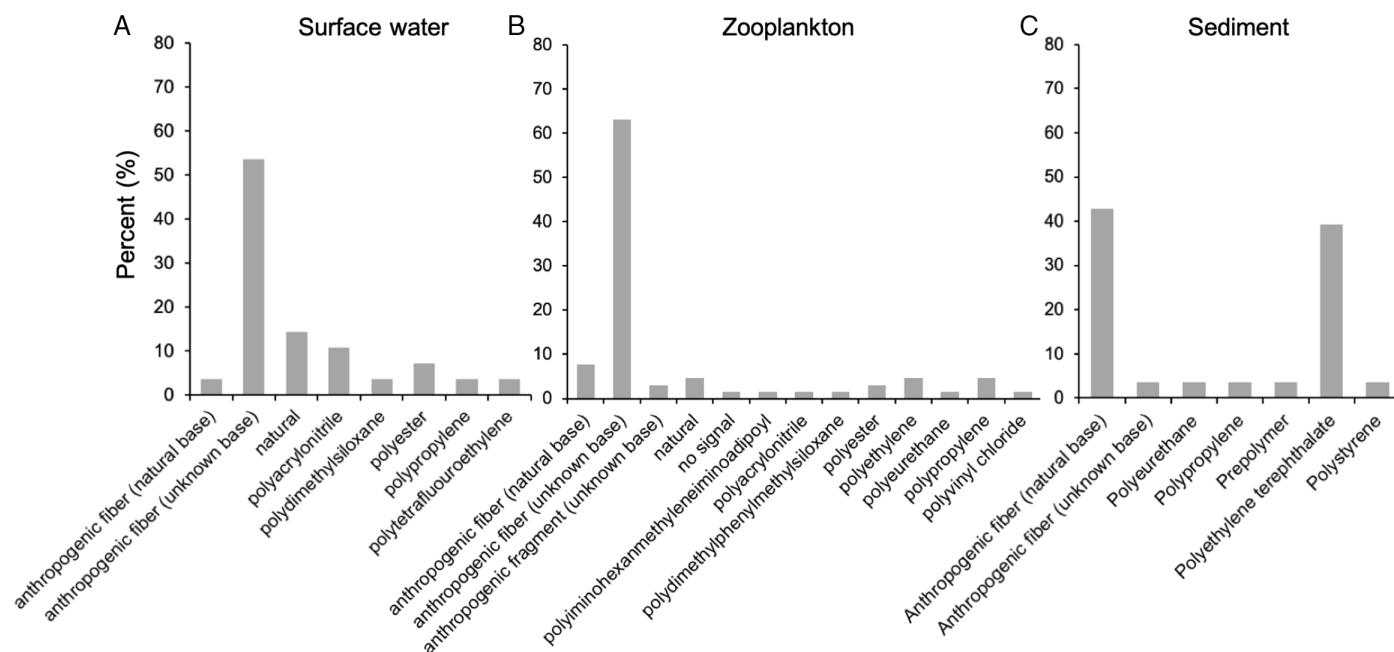 A
Surface water
Percent (%)
80
70
60
50
40
30
20
10
0
anthropogenic fiber (natural base)
anthropogenic fiber (unknown base)
natural
polyacrylonitrile
polydimethylsiloxane
polyester
polypropylene
polytetrafluouroethylene
B
Zooplankton
80
70
60
50
40
30
20
10
0
anthropogenic fiber (natural base)
anthropogenic fiber (unknown base)
anthropogenic fragment (unknown base)
natural
no signal
polyiminohexanmethyleneiminoadipoyl
polyacrylonitrile
polydimethylphenylmethylsiloxane
polyester
polyethylene
polyeurethane
polypropylene
polyvinyl chloride
C
Sediment
80
70
60
50
40
30
20
10
0
Anthropogenic fiber (natural base)
Anthropogenic fiber (unknown base)
Polyeurethane
Polypropylene
Prepolymer
Polyethylene terephthalate
Polystyrene